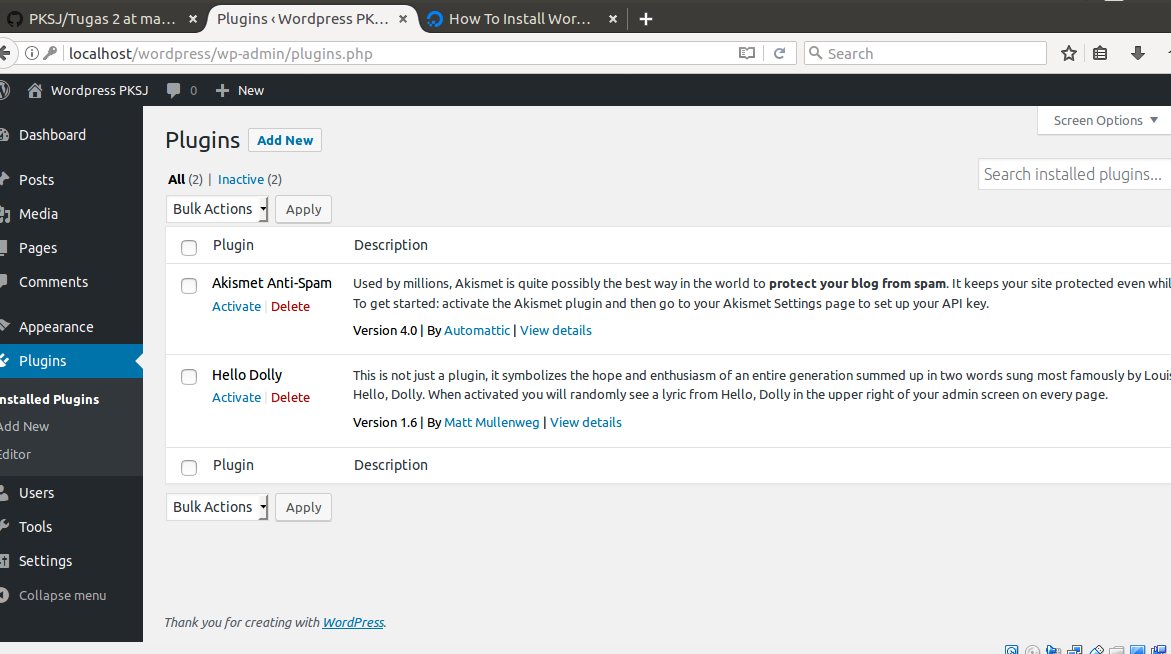 PKSJ/Tugas 2 at ma... × Plugins ‹ Wordpress PK... × How To Install Wor... × +
localhost/wordpress/wp-admin/plugins.php Search
Wordpress PKSJ 0 + New
Dashboard
Posts
Media
Pages
Comments
Appearance
Plugins
nstalled Plugins
Add New
Editor
Users
Tools
Settings
Collapse menu
Screen Options
Plugins Add New
All (2) | Inactive (2)
Search installed plugins...
Bulk Actions Apply
Plugin Description
Akismet Anti-Spam
Activate | Delete
Used by millions, Akismet is quite possibly the best way in the world to protect your blog from spam. It keeps your site protected even whil
To get started: activate the Akismet plugin and then go to your Akismet Settings page to set up your API key.
Version 4.0 | By Automattic | View details
Hello Dolly
Activate | Delete
This is not just a plugin, it symbolizes the hope and enthusiasm of an entire generation summed up in two words sung most famously by Louis
Hello, Dolly. When activated you will randomly see a lyric from Hello, Dolly in the upper right of your admin screen on every page.
Version 1.6 | By Matt Mullenweg | View details
Plugin Description
Bulk Actions Apply
Thank you for creating with WordPress.